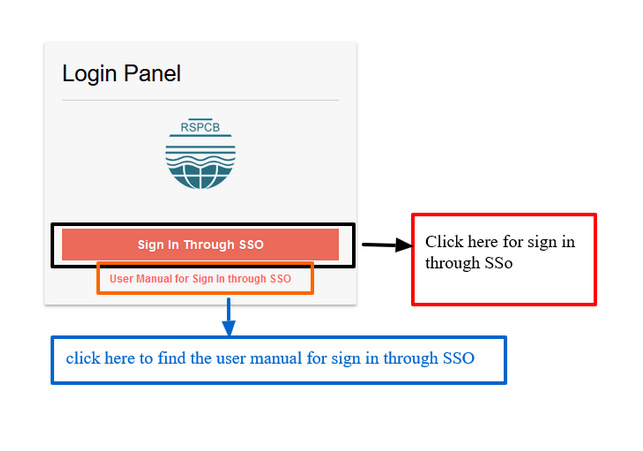 Login Panel
RSPCB
Sign In Through SSO
User Manual for Sign In through SSO
Click here for sign in
through SSo
click here to find the user manual for sign in through SSO